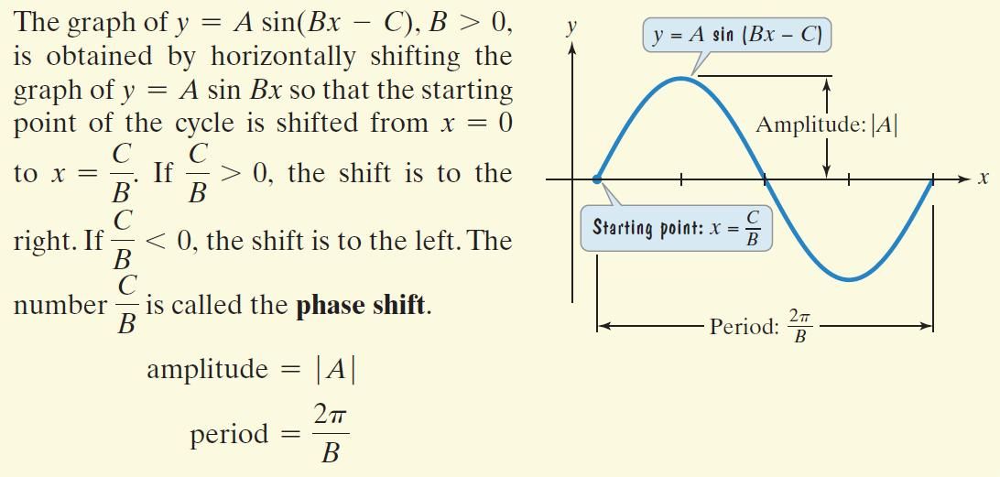 The graph of y = A sin(Bx − C), B > 0,
is obtained by horizontally shifting the
graph of y = A sin Bx so that the starting
point of the cycle is shifted from x = 0
to x = C/B. If C/B > 0, the shift is to the
right. If C/B < 0, the shift is to the left. The
number C/B is called the phase shift.
amplitude = |A|
period = 2π/B
y
y = A sin (Bx − C)
Amplitude: |A|
x
Starting point: x = C/B
Period: 2π/B